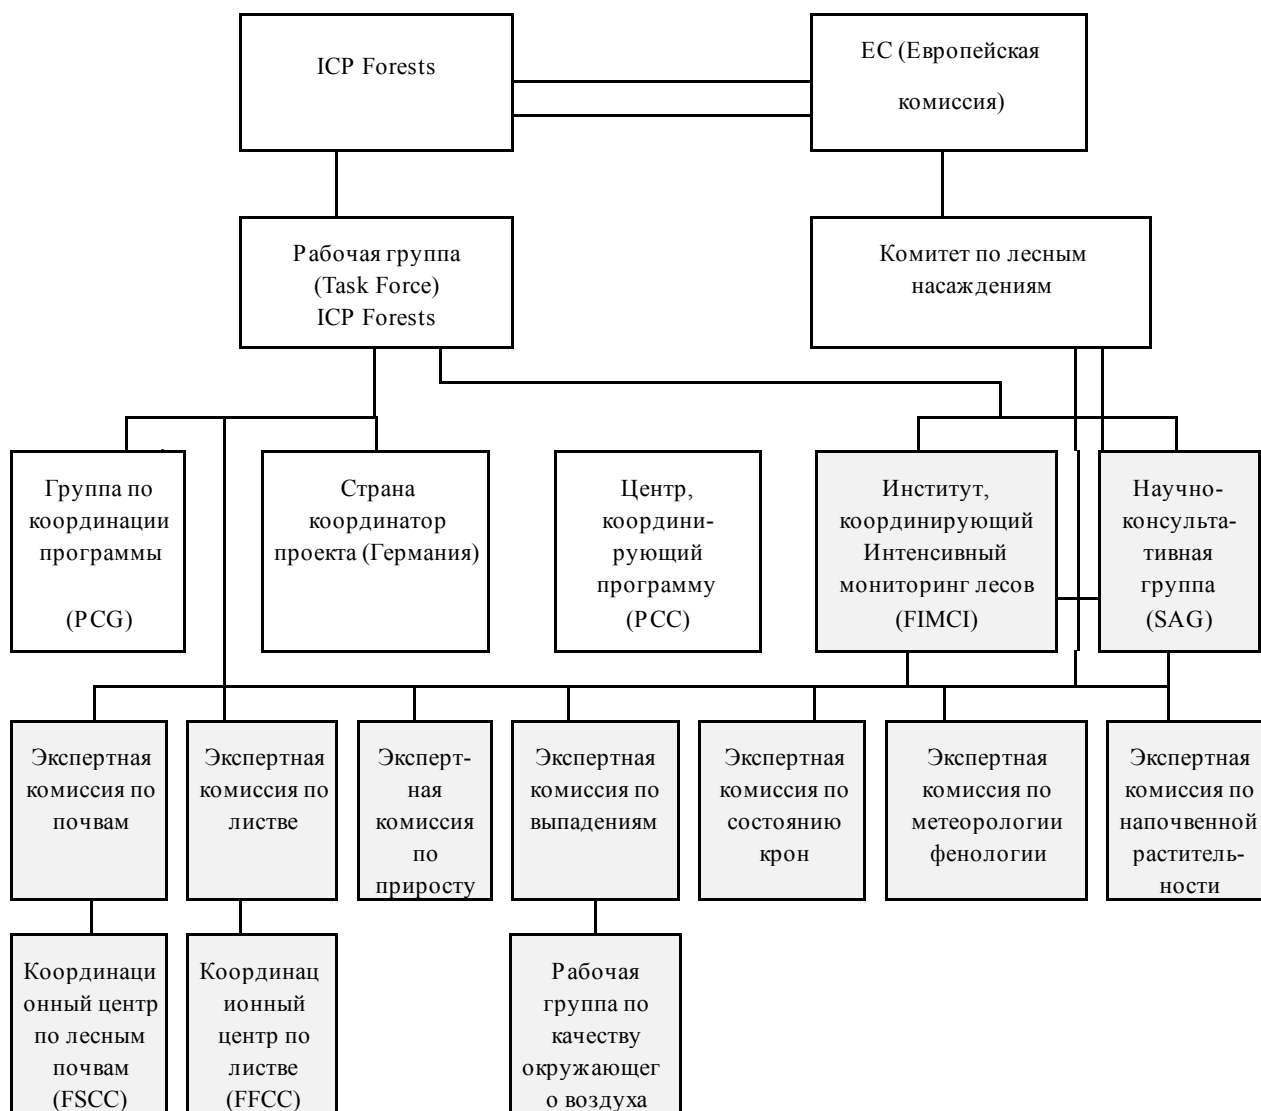 ICP Forests
ЕС (Европейская
комиссия)
Рабочая группа
(Task Force)
ICP Forests
Комитет по лесным
насаждениям
Группа по
координации
программы
(PCG)
Страна
координатор
проекта (Германия)
Центр,
координи-
рующий
программу
(PCC)
Институт,
координирующий
Интенсивный
мониторинг лесов
(FIMCI)
Научно-
консульта-
тивная
группа
(SAG)
Экспертная
комиссия по
почвам
Экспертная
комиссия по
листве
Эксперт-
ная
комиссия
по
приросту
Экспертная
комиссия по
выпадениям
Экспертная
комиссия по
состоянию
крон
Экспертная
комиссия по
метеорологии
фенологии
Экспертная
комиссия по
напочвенной
раститель-
ности
Координаци
онный центр
по лесным
почвам
(FSCC)
Координац
ионный
центр по
листве
(FFCC)
Рабочая
группа по
качеству
окружающег
о воздуха